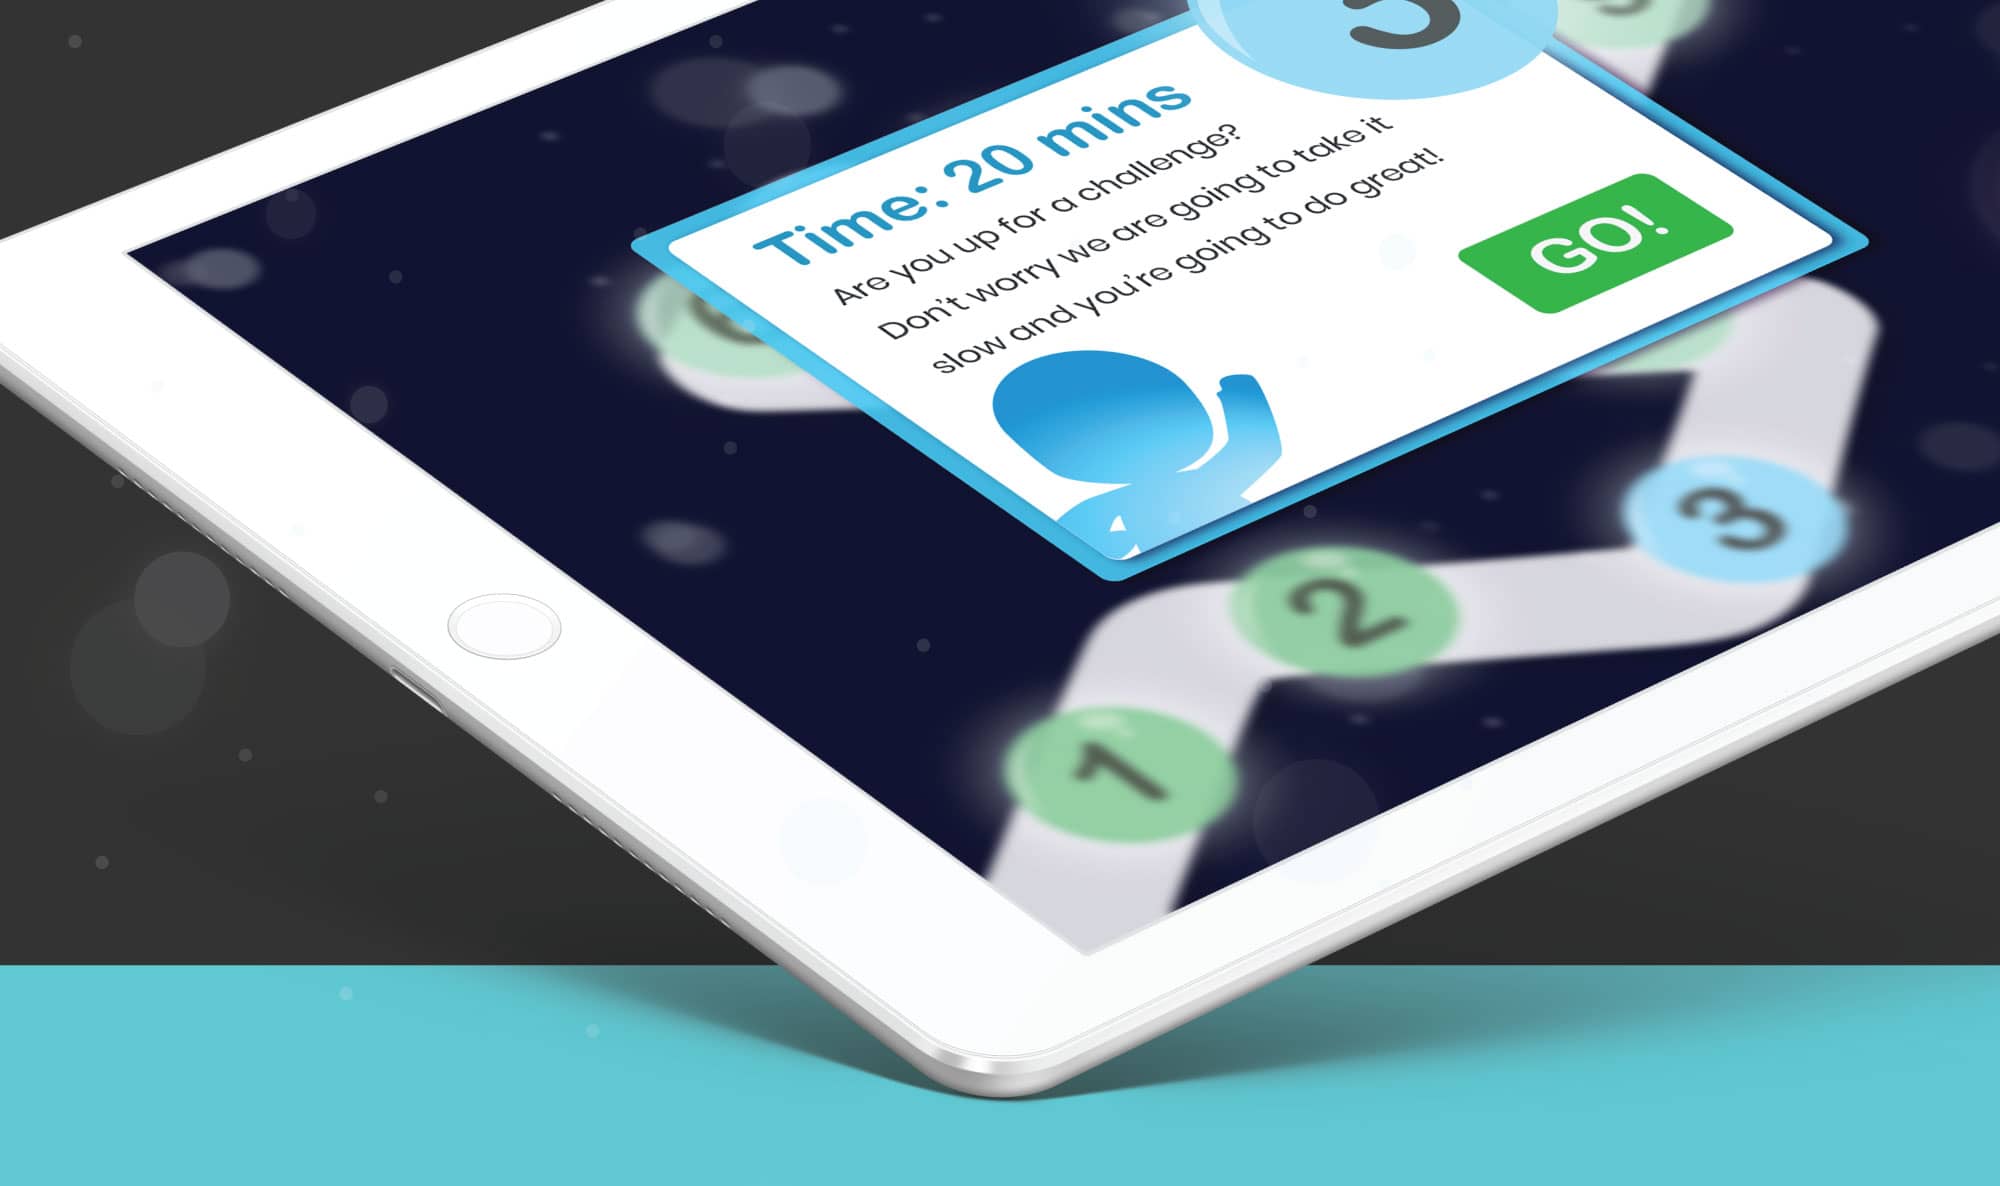 Time: 20 mins
Are you up for a challenge?
Don't worry we are going to take it
slow and you're going to do great!
GO!
3
2
1